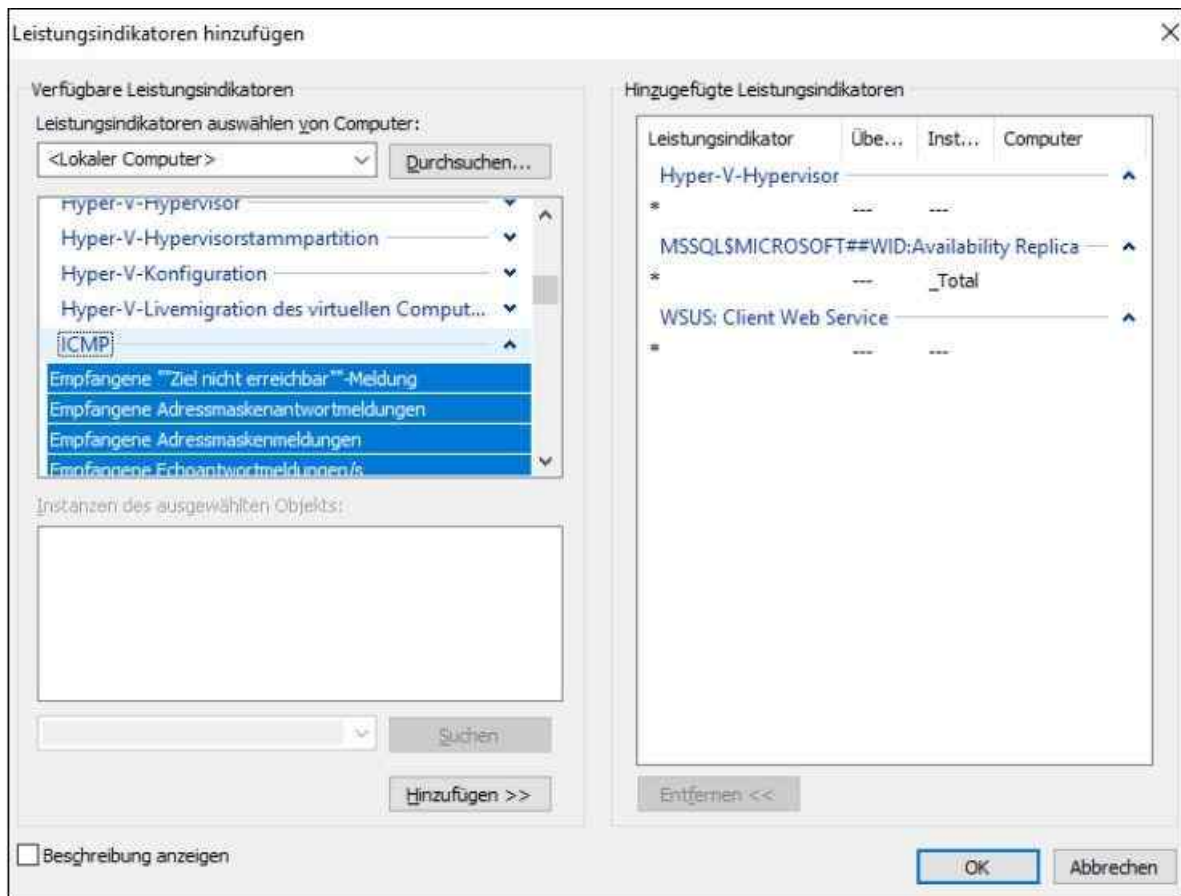 Leistungsindikatoren hinzufügen
Verfügbare Leistungsindikatoren
Leistungsindikatoren auswählen von Computer:
<Lokaler Computer>
Durchsuchen...
Hyper-V-Hypervisor
Hyper-V-Hypervisorstammpartition
Hyper-V-Konfiguration
Hyper-V-Livemigration des virtuellen Comput...
ICMP
Empfangene ""Ziel nicht erreichbar""-Meldung
Empfangene Adressmaskenantwortmeldungen
Empfangene Adressmaskenmeldungen
Empfangene Echoantwortmeldungen/s
Instanzen des ausgewählten Objekts:
Suchen
Hinzufügen >>
Beschreibung anzeigen
Hinzugefügte Leistungsindikatoren
Leistungsindikator Übe... Inst... Computer
Hyper-V-Hypervisor
* --- ---
MSSQL$MICROSOFT##WID:Availability Replica
* --- _Total
WSUS: Client Web Service
* --- ---
Entfernen <<
OK Abbrechen